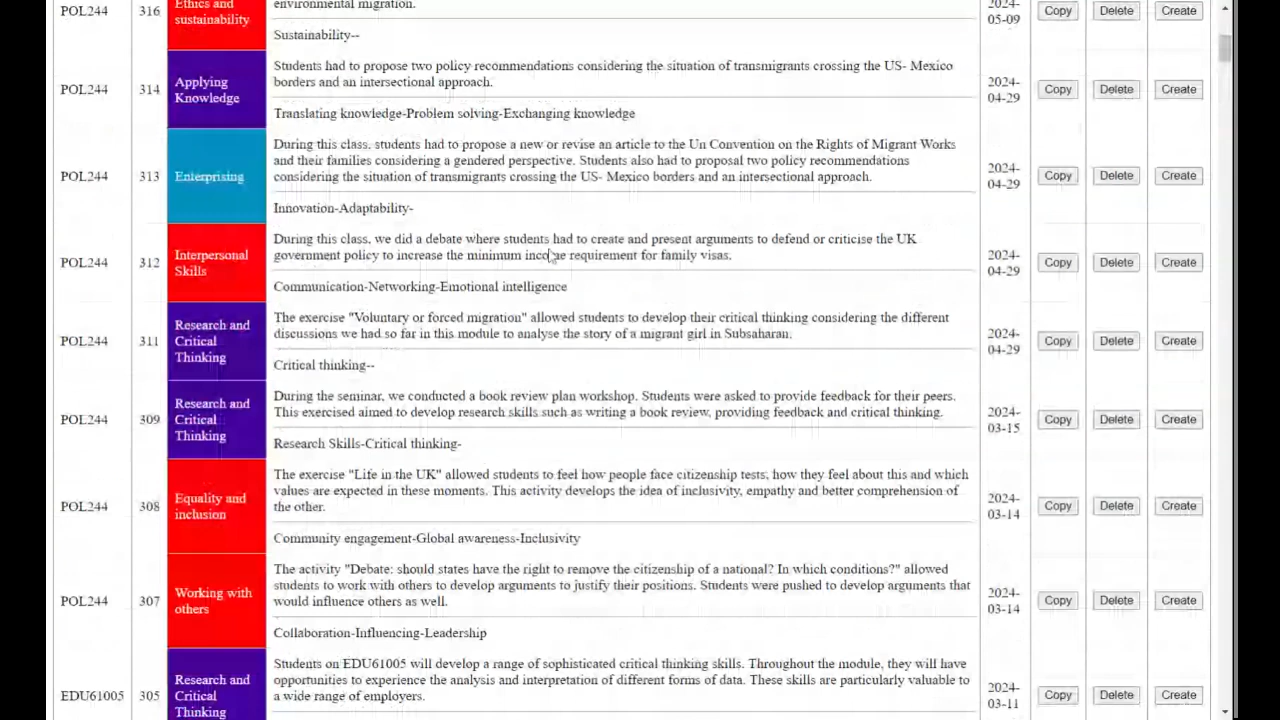 POL244 316 Ethics and sustainability environmental migration. 2024-05-09 Copy Delete Create
Sustainability--
POL244 314 Applying Knowledge
Students had to propose two policy recommendations considering the situation of transmigrants crossing the US- Mexico
borders and an intersectional approach.
2024-04-29 Copy Delete Create
Translating knowledge-Problem solving-Exchanging knowledge
POL244 313 Enterprising
During this class, students had to propose a new or revise an article to the Un Convention on the Rights of Migrant Works
and their families considering a gendered perspective. Students also had to proposal two policy recommendations
considering the situation of transmigrants crossing the US- Mexico borders and an intersectional approach.
2024-04-29 Copy Delete Create
Innovation-Adaptability-
POL244 312 Interpersonal Skills
During this class, we did a debate where students had to create and present arguments to defend or criticise the UK
government policy to increase the minimum income requirement for family visas.
2024-04-29 Copy Delete Create
Communication-Networking-Emotional intelligence
POL244 311 Research and Critical Thinking
The exercise "Voluntary or forced migration" allowed students to develop their critical thinking considering the different
discussions we had so far in this module to analyse the story of a migrant girl in Subsaharan.
2024-04-29 Copy Delete Create
Critical thinking--
POL244 309 Research and Critical Thinking
During the seminar, we conducted a book review plan workshop. Students were asked to provide feedback for their peers.
This exercised aimed to develop research skills such as writing a book review, providing feedback and critical thinking.
2024-03-15 Copy Delete Create
Research Skills-Critical thinking-
POL244 308 Equality and inclusion
The exercise "Life in the UK" allowed students to feel how people face citizenship tests, how they feel about this and which
values are expected in these moments. This activity develops the idea of inclusivity, empathy and better comprehension of
the other.
2024-03-14 Copy Delete Create
Community engagement-Global awareness-Inclusivity
POL244 307 Working with others
The activity "Debate: should states have the right to remove the citizenship of a national? In which conditions?" allowed
students to work with others to develop arguments to justify their positions. Students were pushed to develop arguments that
would influence others as well.
2024-03-14 Copy Delete Create
Collaboration-Influencing-Leadership
EDU61005 305 Research and Critical Thinking
Students on EDU61005 will develop a range of sophisticated critical thinking skills. Throughout the module, they will have
opportunities to experience the analysis and interpretation of different forms of data. These skills are particularly valuable to
a wide range of employers.
2024-03-11 Copy Delete Create